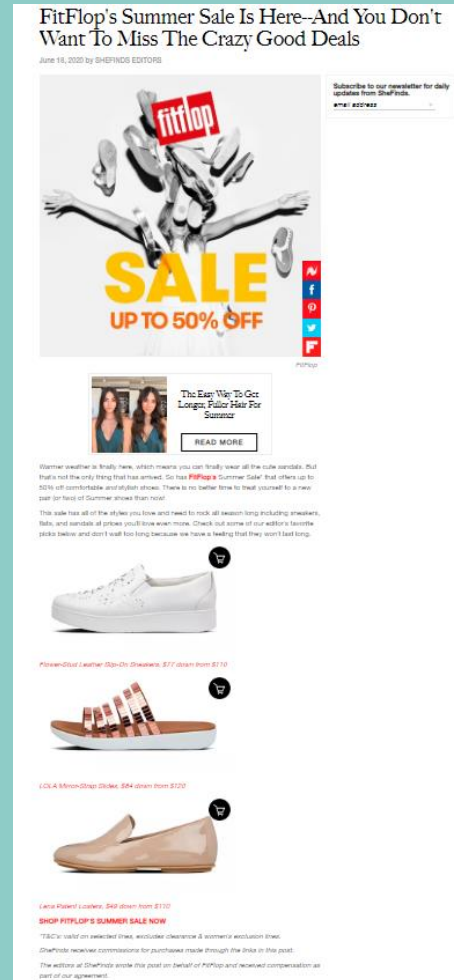 FitFlop's Summer Sale Is Here--And You Don't
Want To Miss The Crazy Good Deals
June 16, 2020 by SHEFINDS EDITORS
Subscribe to our newsletter for daily
updates from SheFinds.
email address
fitflop
SALE
UP TO 50% OFF
FitFlop
The Easy Way To Get
Longer, Fuller Hair For
Summer
READ MORE
Warmer weather is finally here, which means you can finally wear all the cute sandals. But
that's not the only thing that has arrived. So has FitFlop's Summer Sale* that offers up to
50% off comfortable and stylish shoes. There is no better time to treat yourself to a new
pair (or two) of Summer shoes than now!
This sale has all of the styles you love and need to rock all season long including sneakers,
flats, and sandals at prices you'll love even more. Check out some of our editor's favorite
picks below and don't wait too long because we have a feeling that they won't last long.
Flower-Stud Leather Slip-On Sneakers, $77 down from $110
LOLA Mirror-Strap Slides, $84 down from $120
Lena Patent Loafers, $49 down from $110
SHOP FITFLOP'S SUMMER SALE NOW
*T&C's: valid on selected lines, excludes clearance & women's exclusion lines.
SheFinds receives commissions for purchases made through the links in this post.
The editors at SheFinds wrote this post on behalf of FitFlop and received compensation as
part of our agreement.